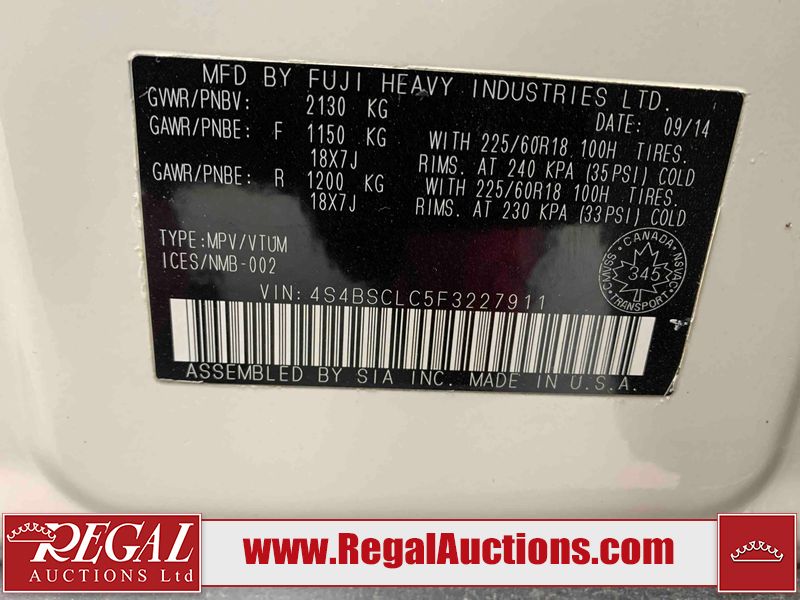 MFD BY FUJI HEAVY INDUSTRIES LTD.
GVWR/PNBV: 2130 KG DATE: 09/14
GAWR/PNBE: F 1150 KG WITH 225/60R18 100H TIRES.
18X7J RIMS. AT 240 KPA (35PSI) COLD
GAWR/PNBE: R 1200 KG WITH 225/60R18 100H TIRES.
18X7J RIMS. AT 230 KPA (33PSI) COLD
TYPE:MPV/VTUM
ICES/NMB-002
CANADA
CMVSS NSVAC
345
TRANSPORT
VIN:4S4BSCLC5F3227911
ASSEMBLED BY SIA INC. MADE IN U.S.A.
REGAL
AUCTIONS Ltd
www.RegalAuctions.com